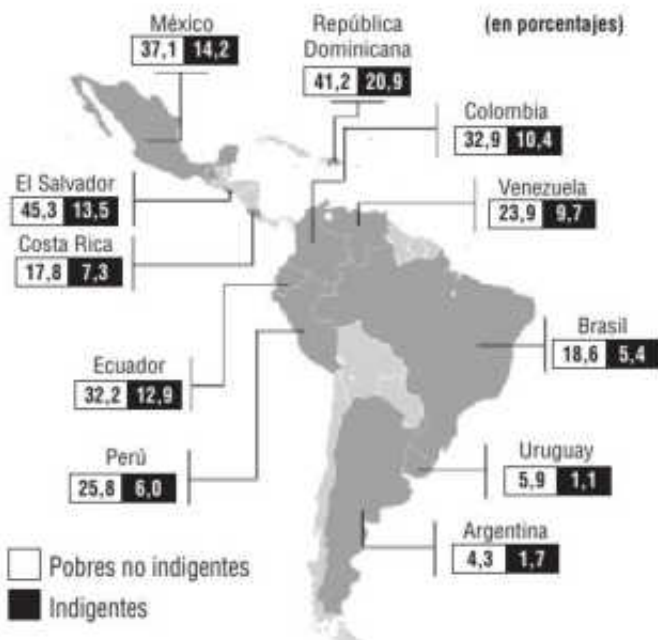 México
37,1 14,2
República
Dominicana
41,2 20,9
(en porcentajes)
Colombia
32,9 10,4
El Salvador
45,3 13,5
Venezuela
23,9 9,7
Costa Rica
17,8 7,3
Brasil
18,6 5,4
Ecuador
32,2 12,9
Perú
25,8 6,0
Uruguay
5,9 1,1
Argentina
4,3 1,7
Pobres no indigentes
Indigentes